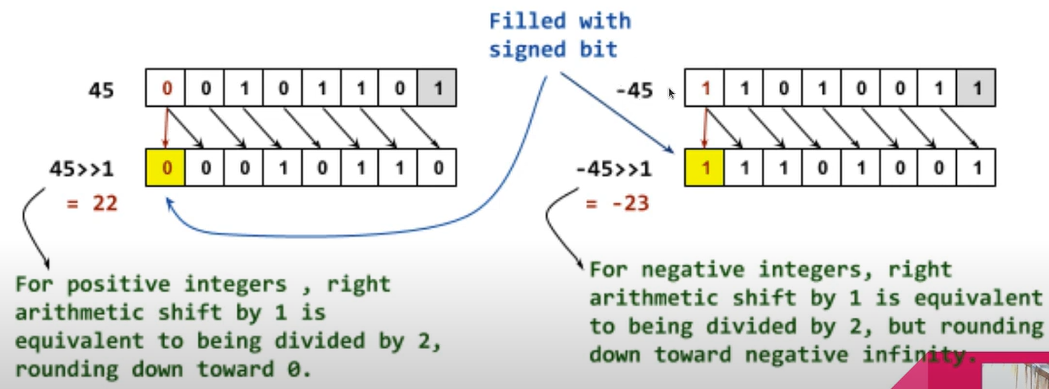 Filled with
signed bit
45 0 0 1 0 1 1 0 1
45>>1 0 0 0 1 0 1 1 0
= 22
For positive integers , right
arithmetic shift by 1 is
equivalent to being divided by 2,
rounding down toward 0.
-45 1 1 0 1 0 0 1 1
-45>>1 1 1 1 0 1 0 0 1
= -23
For negative integers, right
arithmetic shift by 1 is equivalent
to being divided by 2, but rounding
down toward negative infinity.